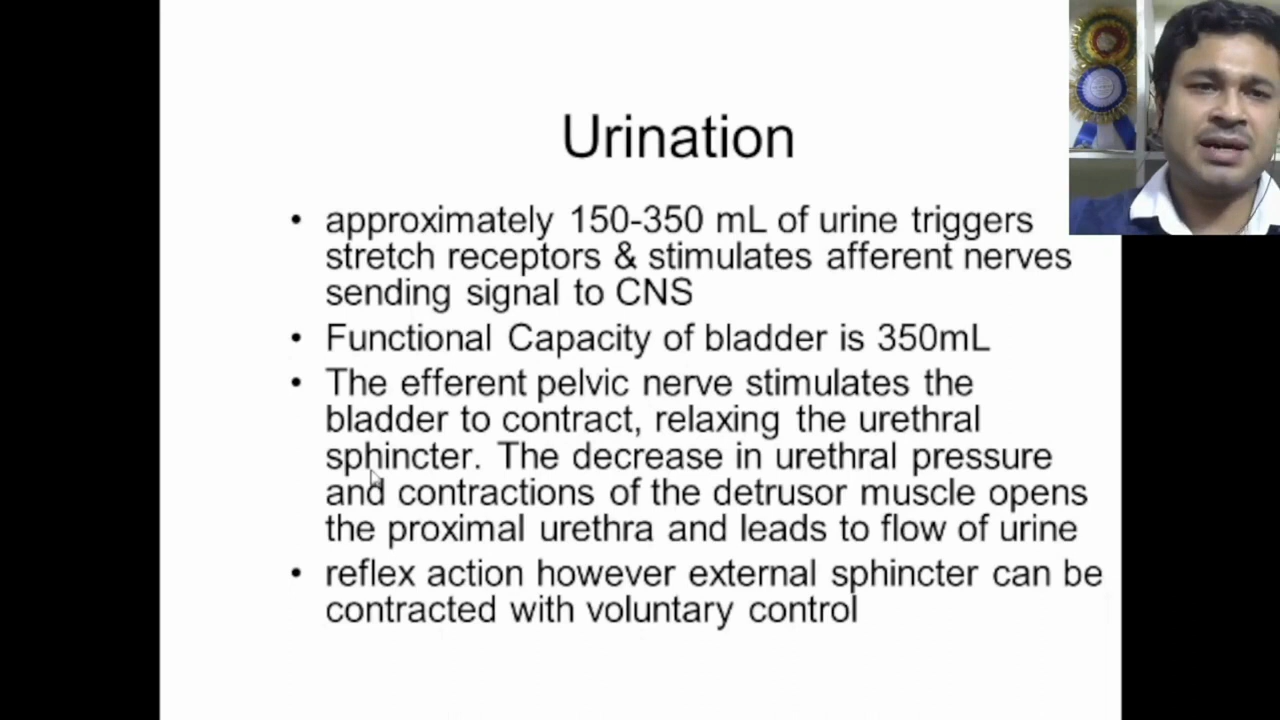 Urination
• approximately 150-350 mL of urine triggers
stretch receptors & stimulates afferent nerves
sending signal to CNS
• Functional Capacity of bladder is 350mL
• The efferent pelvic nerve stimulates the
bladder to contract, relaxing the urethral
sphincter. The decrease in urethral pressure
and contractions of the detrusor muscle opens
the proximal urethra and leads to flow of urine
• reflex action however external sphincter can be
contracted with voluntary control